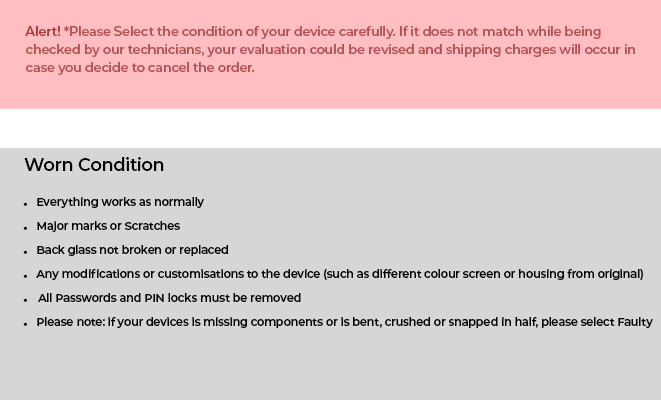 Alert! *Please Select the condition of your device carefully. If it does not match while being
checked by our technicians, your evaluation could be revised and shipping charges will occur in
case you decide to cancel the order.
Worn Condition
• Everything works as normally
• Major marks or Scratches
• Back glass not broken or replaced
• Any modifications or customisations to the device (such as different colour screen or housing from original)
• All Passwords and PIN locks must be removed
• Please note: if your devices is missing components or is bent, crushed or snapped in half, please select Faulty